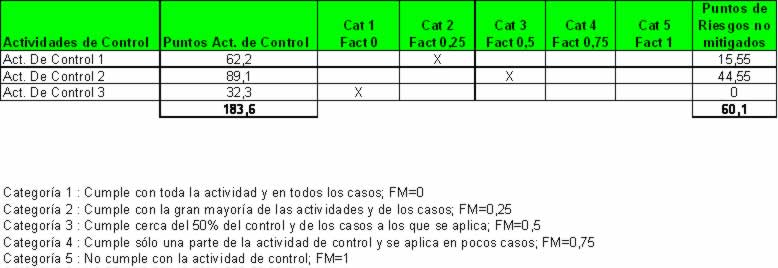 Actividades de Control Puntos Act. de Control Cat 1 Fact 0 Cat 2 Fact 0,25 Cat 3 Fact 0,5 Cat 4 Fact 0,75 Cat 5 Fact 1 Puntos de Riesgos no mitigados
Act. De Control 1 62,2 X 15,55
Act. De Control 2 89,1 X 44,55
Act. De Control 3 32,3 X 0
183,6 60,1
Categoría 1 : Cumple con toda la actividad y en todos los casos; FM=0
Categoría 2 : Cumple con la gran mayoría de las actividades y de los casos; FM=0,25
Categoría 3 : Cumple cerca del 50% del control y de los casos a los que se aplica; FM=0,5
Categoría 4 : Cumple sólo una parte de la actividad de control y se aplica en pocos casos; FM=0,75
Categoría 5 : No cumple con la actividad de control; FM=1